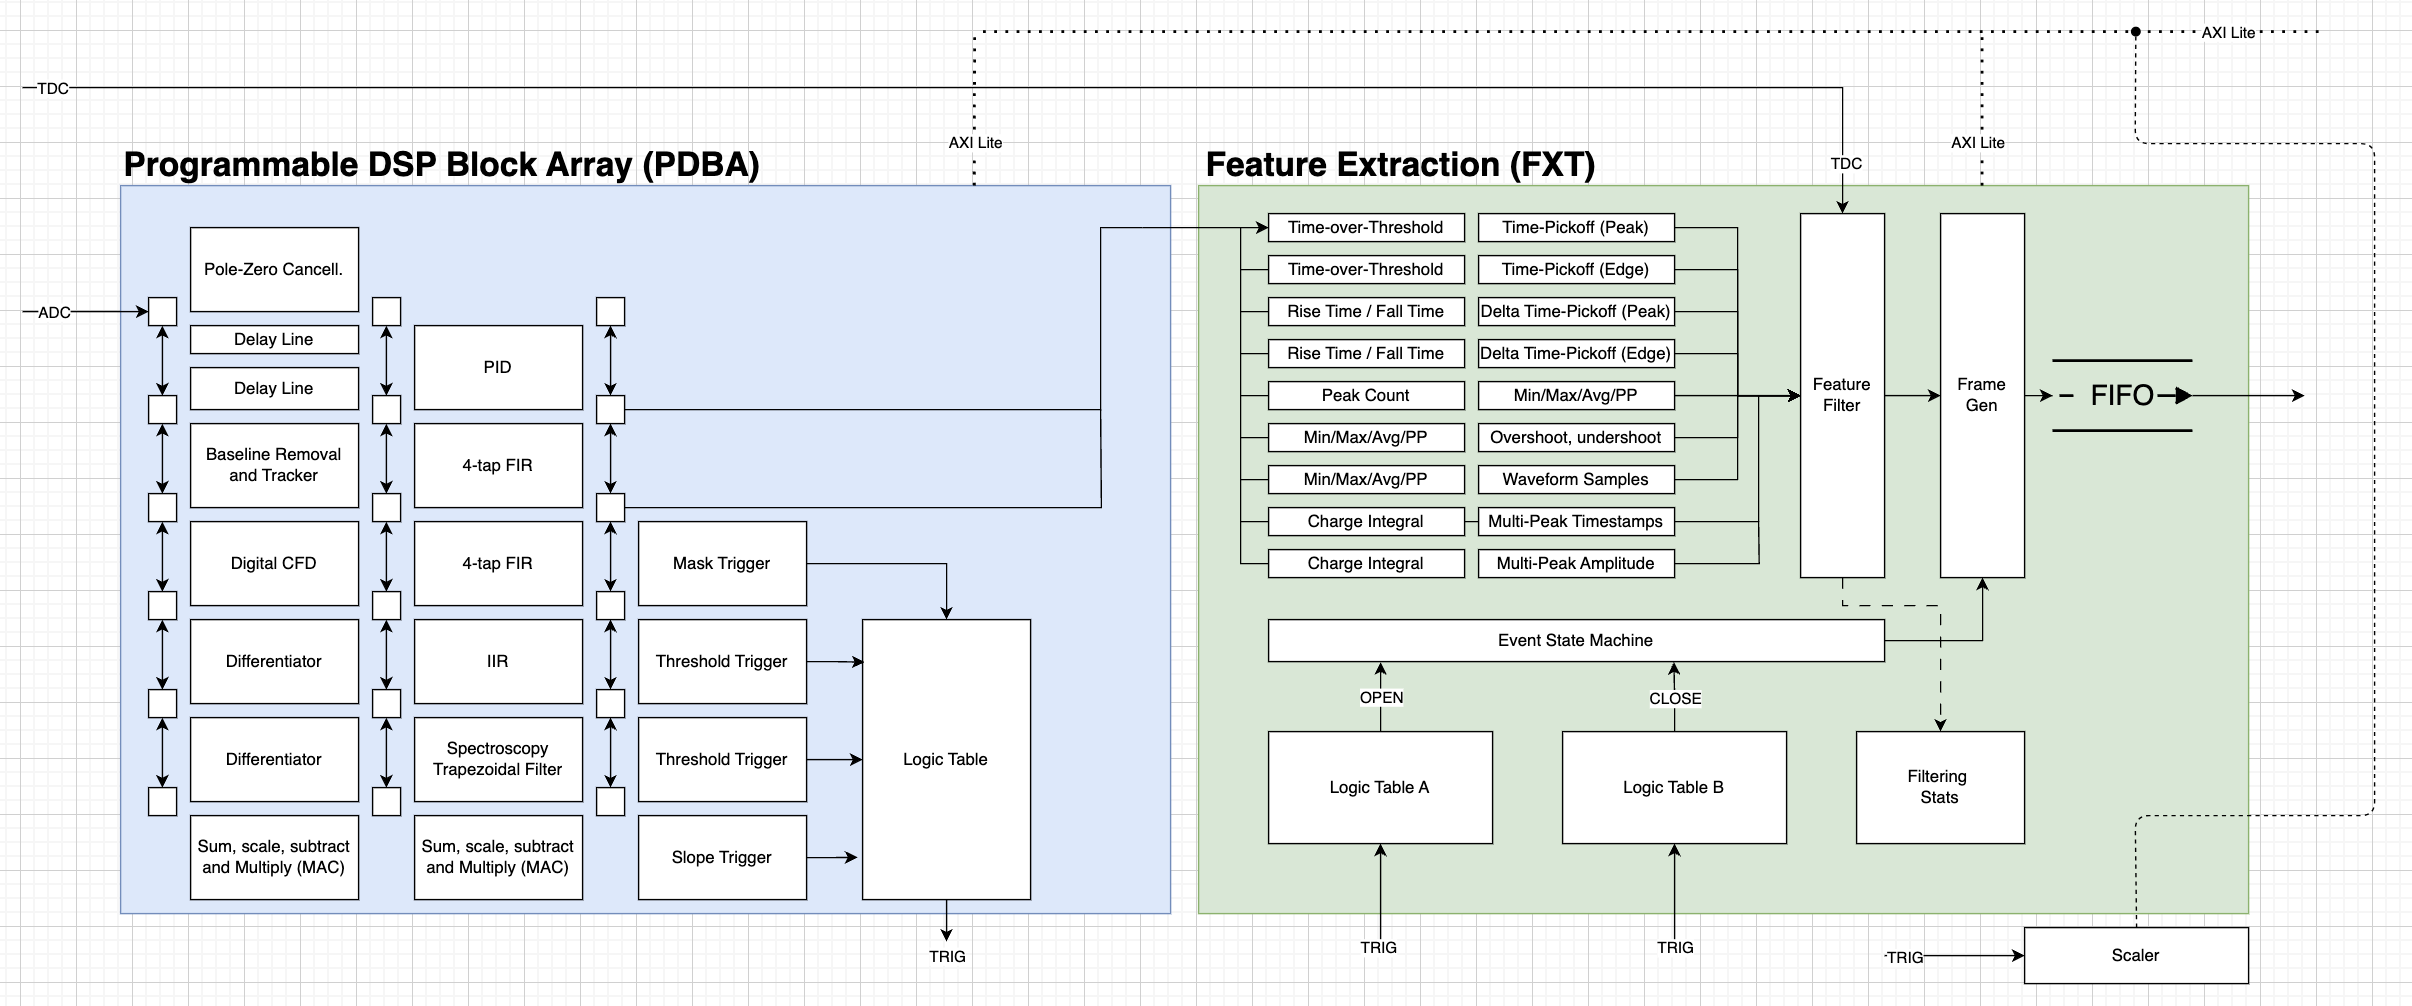 AXI Lite
TDC
AXI Lite
AXI Lite
TDC
Programmable DSP Block Array (PDBA)
ADC
Pole-Zero Cancell.
Delay Line
Delay Line
Baseline Removal
and Tracker
Digital CFD
Differentiator
Differentiator
Sum, scale, subtract
and Multiply (MAC)
PID
4-tap FIR
4-tap FIR
IIR
Spectroscopy
Trapezoidal Filter
Sum, scale, subtract
and Multiply (MAC)
Mask Trigger
Threshold Trigger
Threshold Trigger
Slope Trigger
Logic Table
TRIG
Feature Extraction (FXT)
Time-over-Threshold
Time-over-Threshold
Rise Time / Fall Time
Rise Time / Fall Time
Peak Count
Min/Max/Avg/PP
Min/Max/Avg/PP
Charge Integral
Charge Integral
Time-Pickoff (Peak)
Time-Pickoff (Edge)
Delta Time-Pickoff (Peak)
Delta Time-Pickoff (Edge)
Min/Max/Avg/PP
Overshoot, undershoot
Waveform Samples
Multi-Peak Timestamps
Multi-Peak Amplitude
Feature
Filter
Frame
Gen
FIFO
Event State Machine
OPEN
CLOSE
Logic Table A
Logic Table B
Filtering
Stats
TRIG
TRIG
TRIG
Scaler